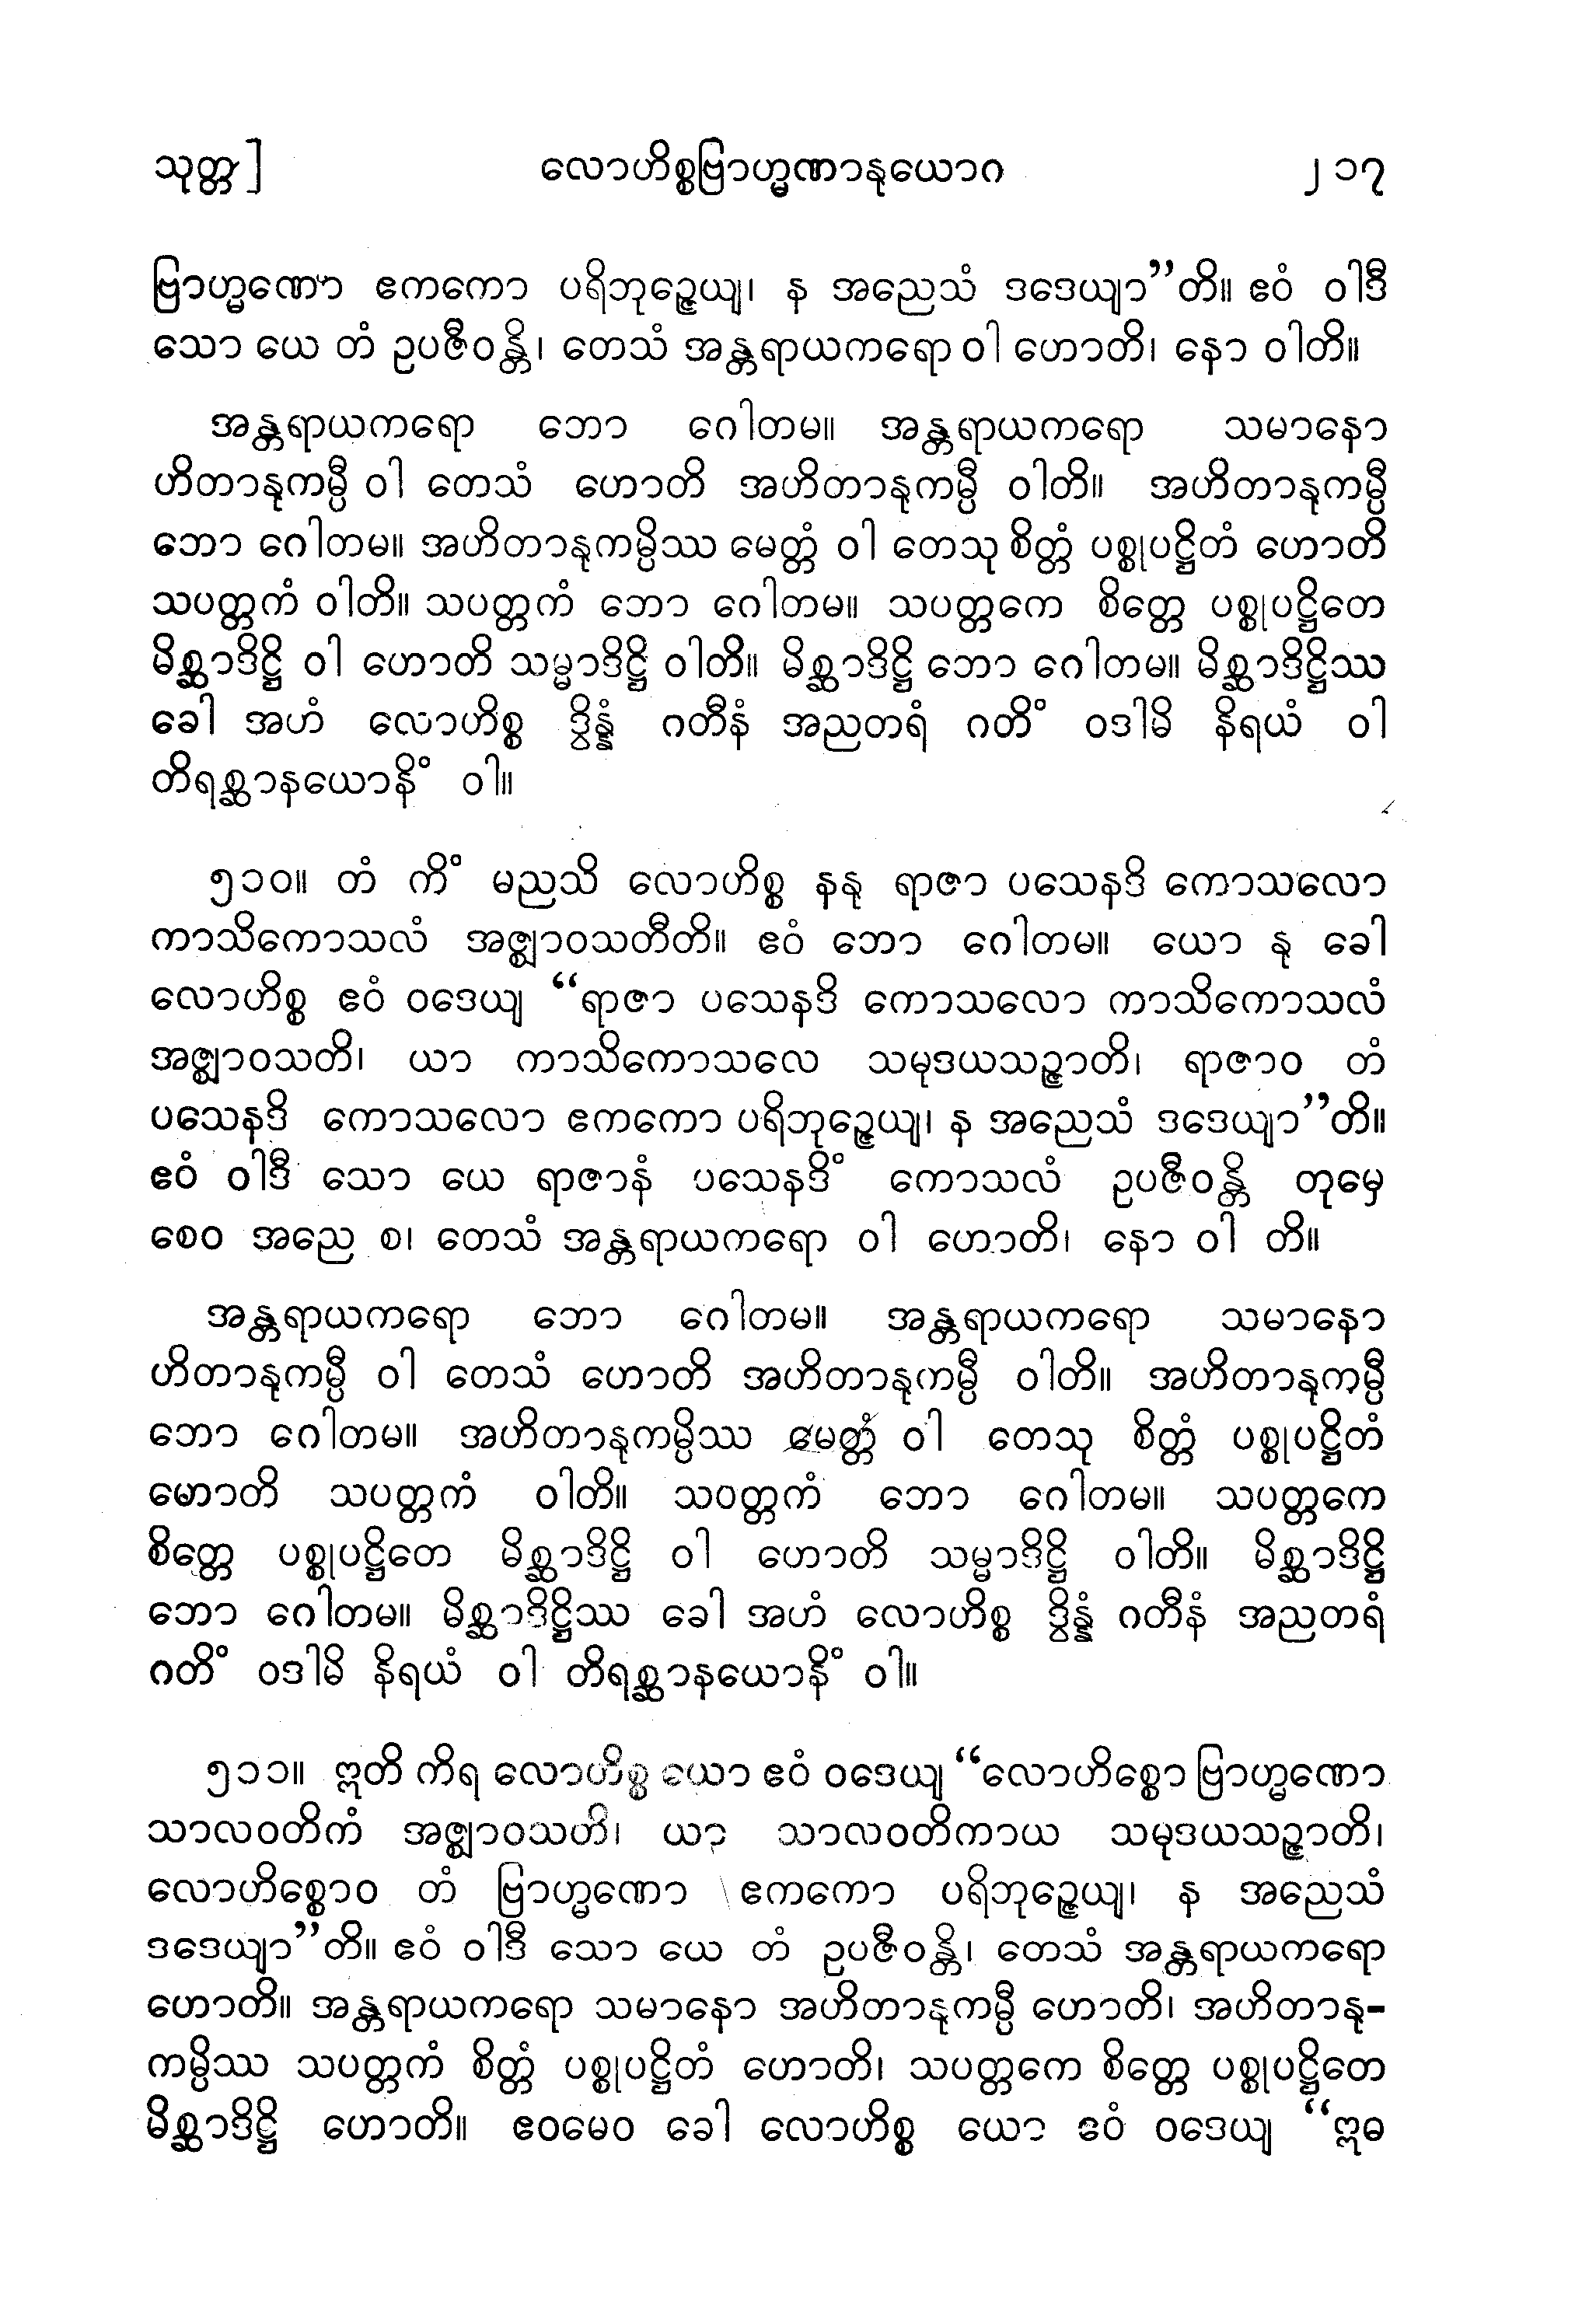 သုတ္တ] လောဟိစ္စဗြာဟ္မဏာနုယောဂ ၂၁၇
ဗြာဟ္မဏော ဧကကော ပရိဘုဉ္ဇေယျ၊ န အညေသံ ဒဒေယျာ”တိ။ ဧဝံ ဝါဒီ
သော ယေ တံ ဥပဇီဝန္တိ၊ တေသံ အန္တရာယကရော ဝါ ဟောတိ၊ နော ဝါတိ။
အန္တရာယကရော ဘော ဂေါတမ။ အန္တရာယကရော သမာနော
ဟိတာနုကမ္ပီ ဝါ တေသံ ဟောတိ အဟိတာနုကမ္ပီ ဝါတိ။ အဟိတာနုကမ္ပီ
ဘော ဂေါတမ။ အဟိတာနုကမ္ပိဿ မေတ္တံ ဝါ တေသု စိတ္တံ ပစ္စုပဋ္ဌိတံ ဟောတိ
သပတ္တကံ ဝါတိ။ သပတ္တကံ ဘော ဂေါတမ။ သပတ္တကေ စိတ္တေ ပစ္စုပဋ္ဌိတေ
မိစ္ဆာဒိဋ္ဌိ ဝါ ဟောတိ သမ္မာဒိဋ္ဌိ ဝါတိ။ မိစ္ဆာဒိဋ္ဌိ ဘော ဂေါတမ။ မိစ္ဆာဒိဋ္ဌိဿ
ခေါ အဟံ လောဟိစ္စ ဒွိန္နံ ဂတီနံ အညတရံ ဂတိံ ဝဒါမိ နိရယံ ဝါ
တိရစ္ဆာနယောနိံ ဝါ။
၅၁၀။ တံ ကိံ မညသိ လောဟိစ္စ နနု ရာဇာ ပသေနဒိ ကောသလော
ကာသိကောသလံ အဇ္ဈာဝသတီတိ။ ဧဝံ ဘော ဂေါတမ။ ယော နု ခေါ
လောဟိစ္စ ဧဝံ ဝဒေယျ “ရာဇာ ပသေနဒိ ကောသလော ကာသိကောသလံ
အဇ္ဈာဝသတိ၊ ယာ ကာသိကောသလေ သမုဒယသဉ္ဇာတိ၊ ရာဇာဝ တံ
ပသေနဒိ ကောသလော ဧကကော ပရိဘုဉ္ဇေယျ၊ န အညေသံ ဒဒေယျာ”တိ။
ဧဝံ ဝါဒီ သော ယေ ရာဇာနံ ပသေနဒိံ ကောသလံ ဥပဇီဝန္တိ တုမှေ
စေဝ အညေ စ၊ တေသံ အန္တရာယကရော ဝါ ဟောတိ၊ နော ဝါ တိ။
အန္တရာယကရော ဘော ဂေါတမ။ အန္တရာယကရော သမာနော
ဟိတာနုကမ္ပီ ဝါ တေသံ ဟောတိ အဟိတာနုကမ္ပီ ဝါတိ။ အဟိတာနုကမ္ပီ
ဘော ဂေါတမ။ အဟိတာနုကမ္ပိဿ မေတ္တံ ဝါ တေသု စိတ္တံ ပစ္စုပဋ္ဌိတံ
ဟောတိ သပတ္တကံ ဝါတိ။ သပတ္တကံ ဘော ဂေါတမ။ သပတ္တကေ
စိတ္တေ ပစ္စုပဋ္ဌိတေ မိစ္ဆာဒိဋ္ဌိ ဝါ ဟောတိ သမ္မာဒိဋ္ဌိ ဝါတိ။ မိစ္ဆာဒိဋ္ဌိ
ဘော ဂေါတမ။ မိစ္ဆာဒိဋ္ဌိဿ ခေါ အဟံ လောဟိစ္စ ဒွိန္နံ ဂတီနံ အညတရံ
ဂတိံ ဝဒါမိ နိရယံ ဝါ တိရစ္ဆာနယောနိံ ဝါ။
၅၁၁။ ဣတိ ကိရ လောဟိစ္စ ယော ဧဝံ ဝဒေယျ “လောဟိစ္စော ဗြာဟ္မဏော
သာလဝတိကံ အဇ္ဈာဝသတိ၊ ယာ သာလဝတိကာယ သမုဒယသဉ္ဇာတိ၊
လောဟိစ္စောဝ တံ ဗြာဟ္မဏော ဧကကော ပရိဘုဉ္ဇေယျ၊ န အညေသံ
ဒဒေယျာ”တိ။ ဧဝံ ဝါဒီ သော ယေ တံ ဥပဇီဝန္တိ၊ တေသံ အန္တရာယကရော
ဟောတိ။ အန္တရာယကရော သမာနော အဟိတာနုကမ္ပီ ဟောတိ၊ အဟိတာနု-
ကမ္ပိဿ သပတ္တကံ စိတ္တံ ပစ္စုပဋ္ဌိတံ ဟောတိ၊ သပတ္တကေ စိတ္တေ ပစ္စုပဋ္ဌိတေ
မိစ္ဆာဒိဋ္ဌိ ဟောတိ။ ဧဝမေဝ ခေါ လောဟိစ္စ ယော ဧဝံ ဝဒေယျ “ဣဓ